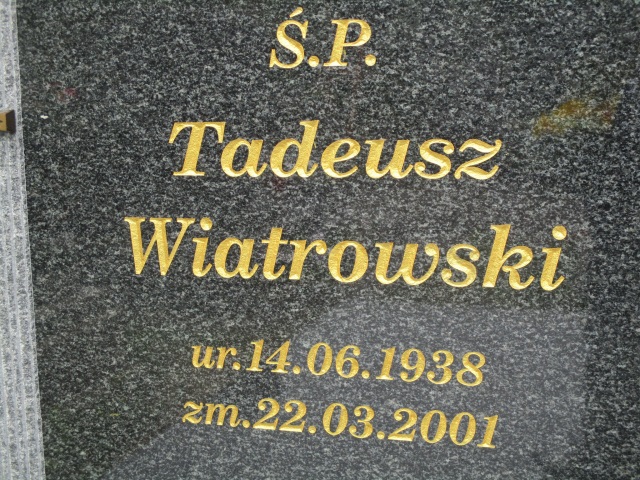 Ś.P.
Tadeusz
Wiatrowski
ur.14.06.1938
zm.22.03.2001